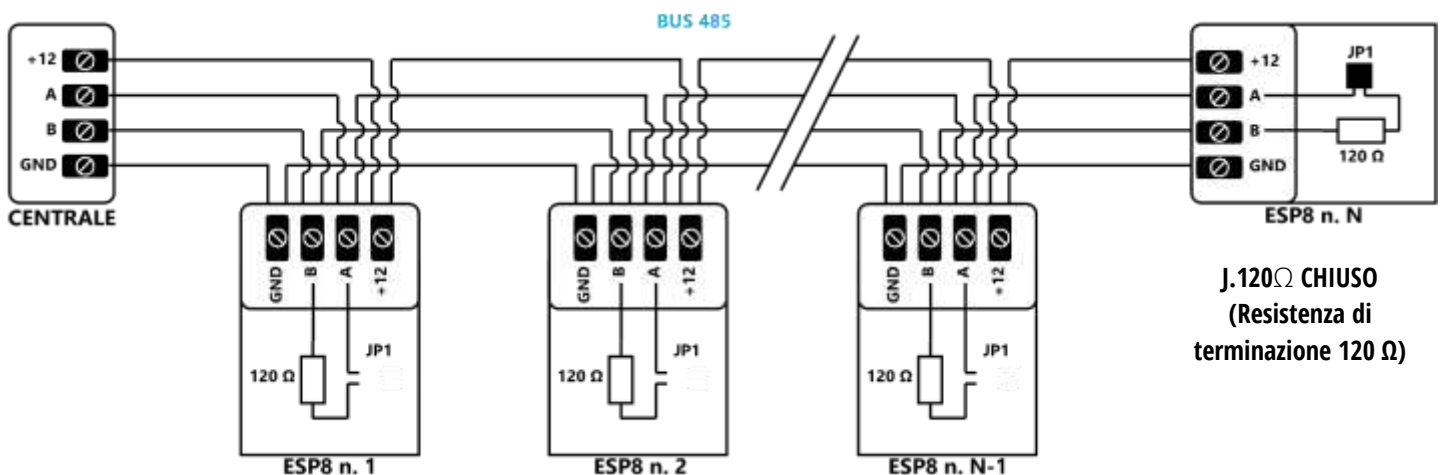 BUS 485
+12
A
B
GND
CENTRALE
GND
B
A
+12
120 Ω
JP1
ESP8 n. 1
GND
B
A
+12
120 Ω
JP1
ESP8 n. 2
GND
B
A
+12
120 Ω
JP1
ESP8 n. N-1
+12
A
B
GND
JP1
120 Ω
ESP8 n. N
J.120Ω CHIUSO
(Resistenza di
terminazione 120 Ω)